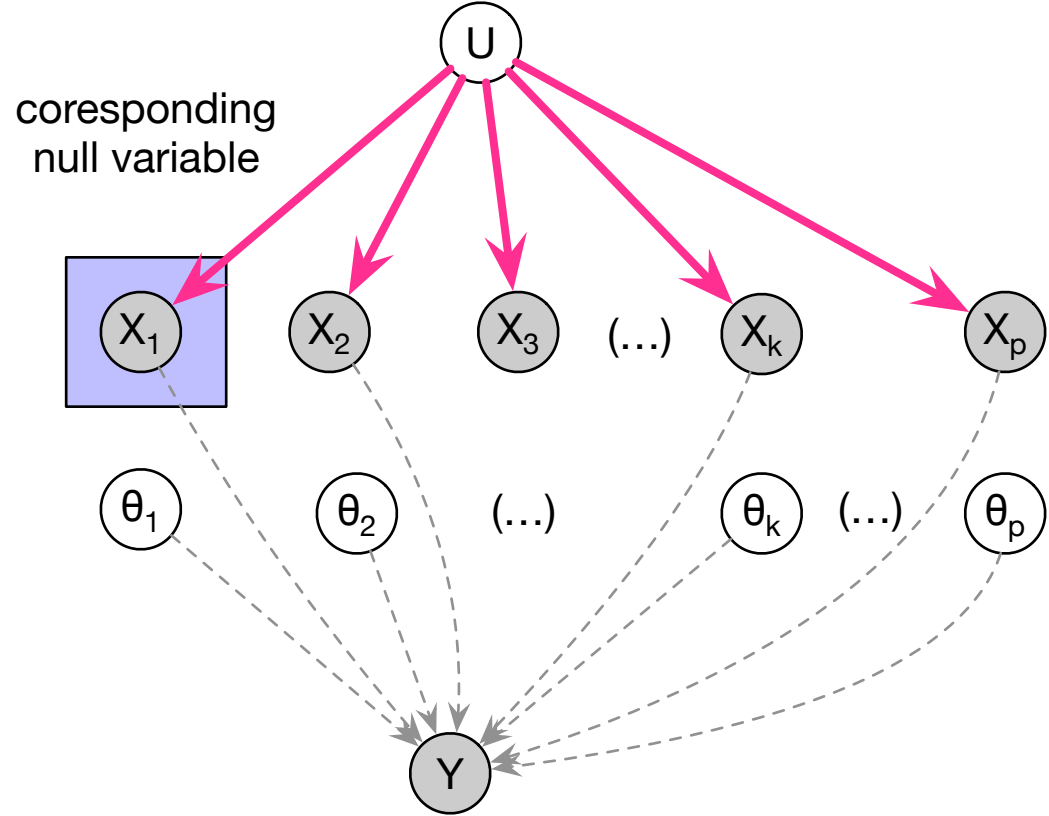 U
coresponding
null variable
X₁ X₂ X₃ (...) Xₖ Xₚ
θ₁ θ₂ (...) θₖ (...) θₚ
Y